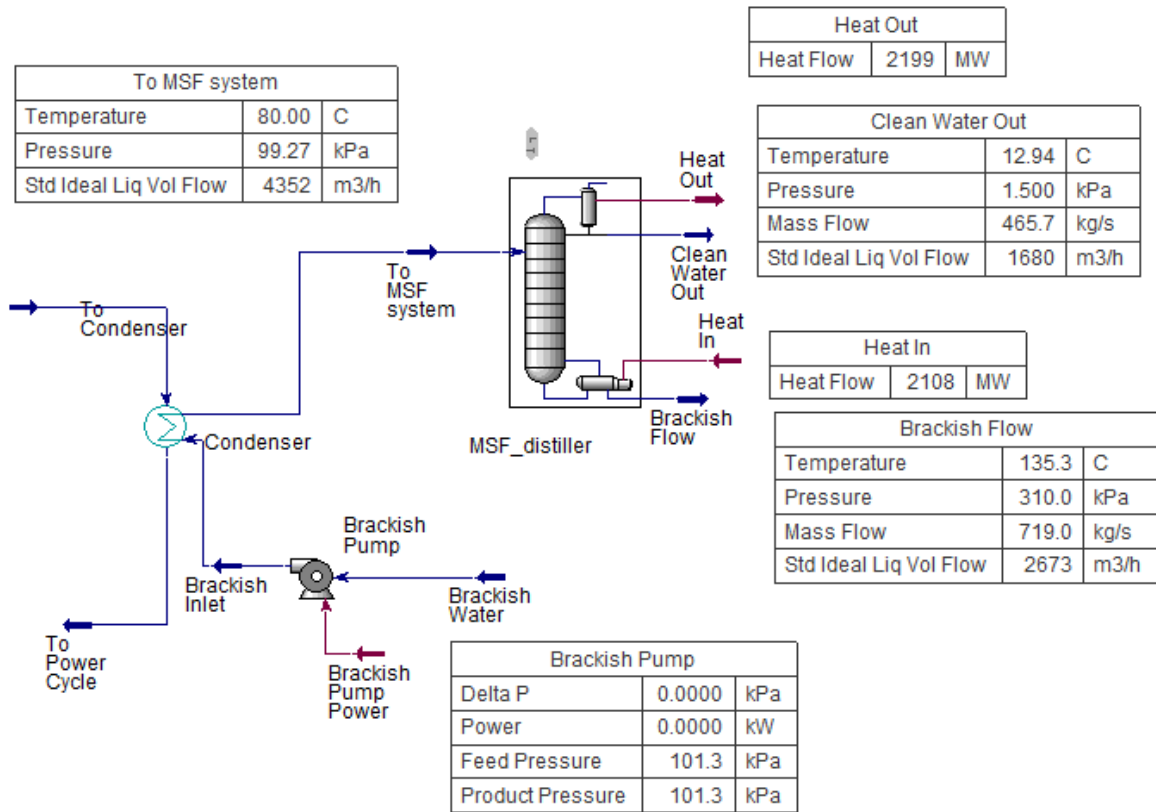 Heat Out
Heat Flow 2199 MW
To MSF system
Temperature 80.00 C
Pressure 99.27 kPa
Std Ideal Liq Vol Flow 4352 m3/h
Clean Water Out
Temperature 12.94 C
Pressure 1.500 kPa
Mass Flow 465.7 kg/s
Std Ideal Liq Vol Flow 1680 m3/h
LT
Heat
Out
Clean
Water
Out
To
MSF
system
To
Condenser
Heat
In
Heat In
Heat Flow 2108 MW
Brackish
Flow
MSF_distiller
Condenser
Brackish Flow
Temperature 135.3 C
Pressure 310.0 kPa
Mass Flow 719.0 kg/s
Std Ideal Liq Vol Flow 2673 m3/h
Brackish
Pump
Brackish
Inlet
Brackish
Water
To
Power
Cycle
Brackish
Pump
Power
Brackish Pump
Delta P 0.0000 kPa
Power 0.0000 kW
Feed Pressure 101.3 kPa
Product Pressure 101.3 kPa